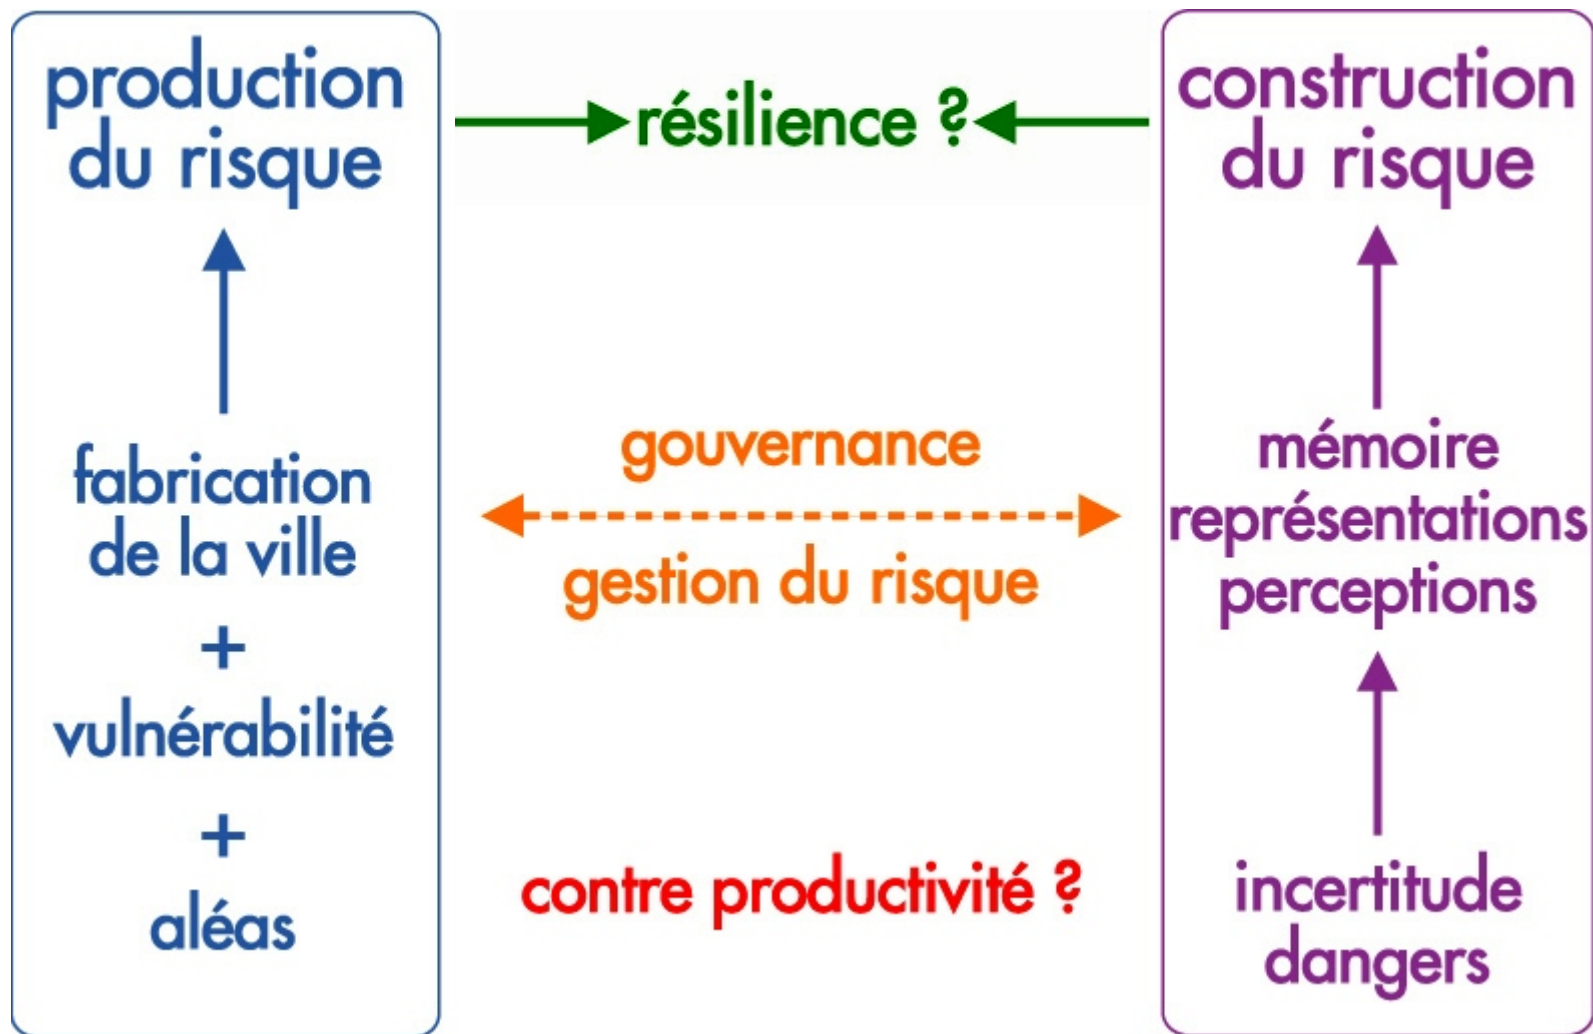 production
du risque
fabrication
de la ville
+
vulnérabilité
+
aléas
résilience ?
gouvernance
gestion du risque
contre productivité ?
construction
du risque
mémoire
représentations
perceptions
incertitude
dangers